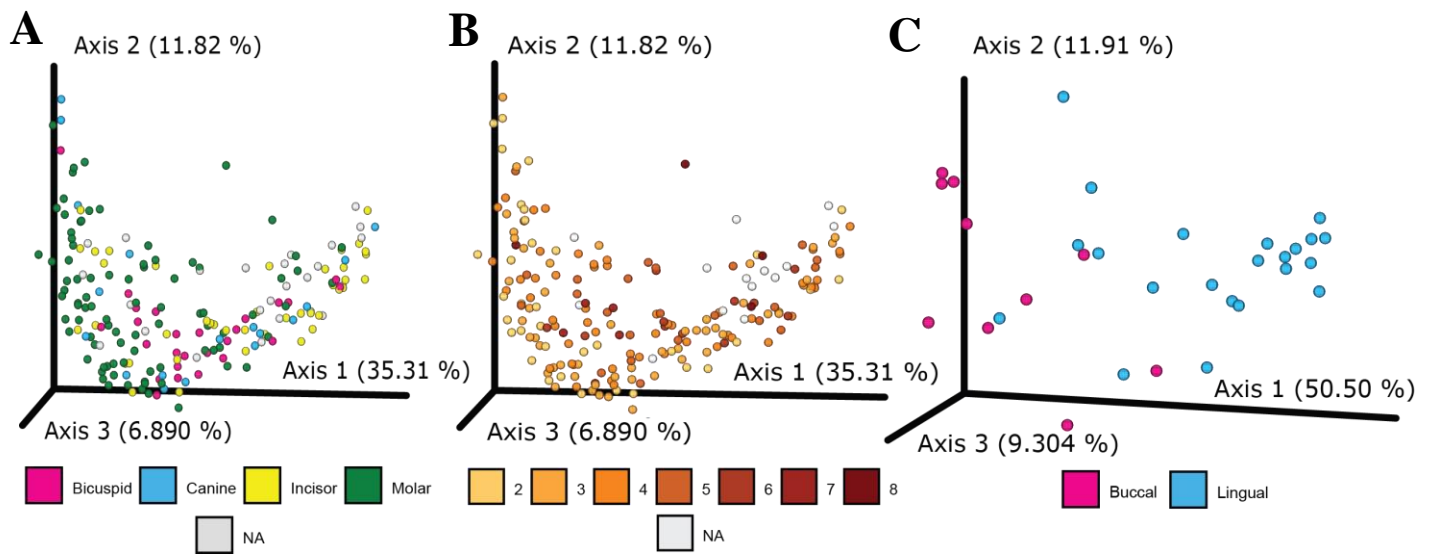 A
Axis 2 (11.82 %)
Axis 1 (35.31 %)
Axis 3 (6.890 %)
Bicuspid
Canine
Incisor
Molar
NA
B
Axis 2 (11.82 %)
Axis 1 (35.31 %)
Axis 3 (6.890 %)
2
3
4
5
6
7
8
NA
C
Axis 2 (11.91 %)
Axis 1 (50.50 %)
Axis 3 (9.304 %)
Buccal
Lingual